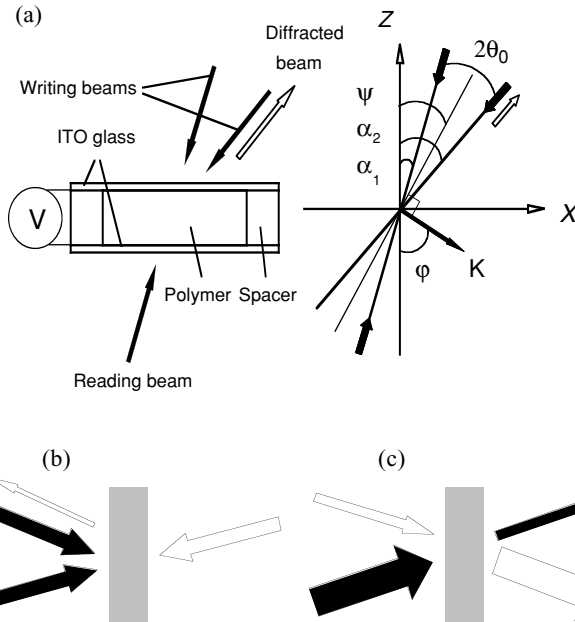 (a)
Diffracted
beam
Writing beams
ITO glass
V
Polymer Spacer
Reading beam
Z
2θ₀
ψ
α₂
α₁
X
K
φ
(b)
(c)